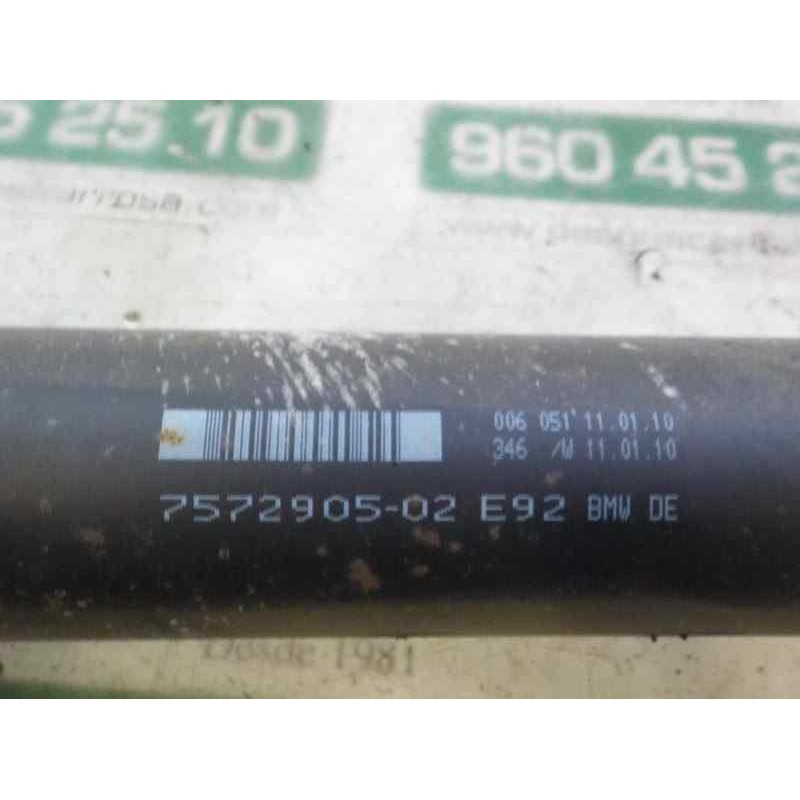 25.10
960 45 2
006 051 11.01.10
346 /W 11.01.10
7572905-02 E92 BMW DE
Desde 1981